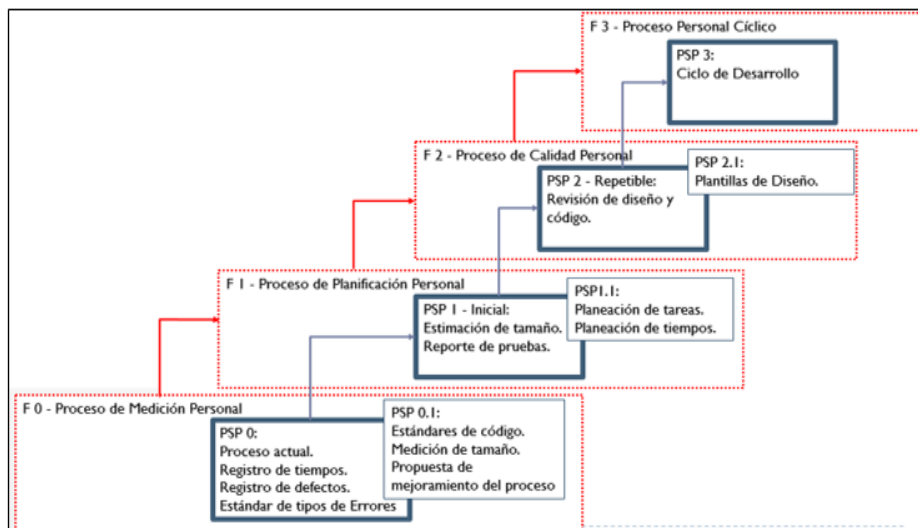 F 3 - Proceso Personal Cíclico
PSP 3:
Ciclo de Desarrollo
F 2 - Proceso de Calidad Personal
PSP 2 - Repetible:
Revisión de diseño y
código.
PSP 2.1:
Plantillas de Diseño.
F 1 - Proceso de Planificación Personal
PSP 1 - Inicial:
Estimación de tamaño.
Reporte de pruebas.
PSP1.1:
Planeación de tareas.
Planeación de tiempos.
F 0 - Proceso de Medición Personal
PSP 0:
Proceso actual.
Registro de tiempos.
Registro de defectos.
Estándar de tipos de Errores
PSP 0.1:
Estándares de código.
Medición de tamaño.
Propuesta de
mejoramiento del proceso